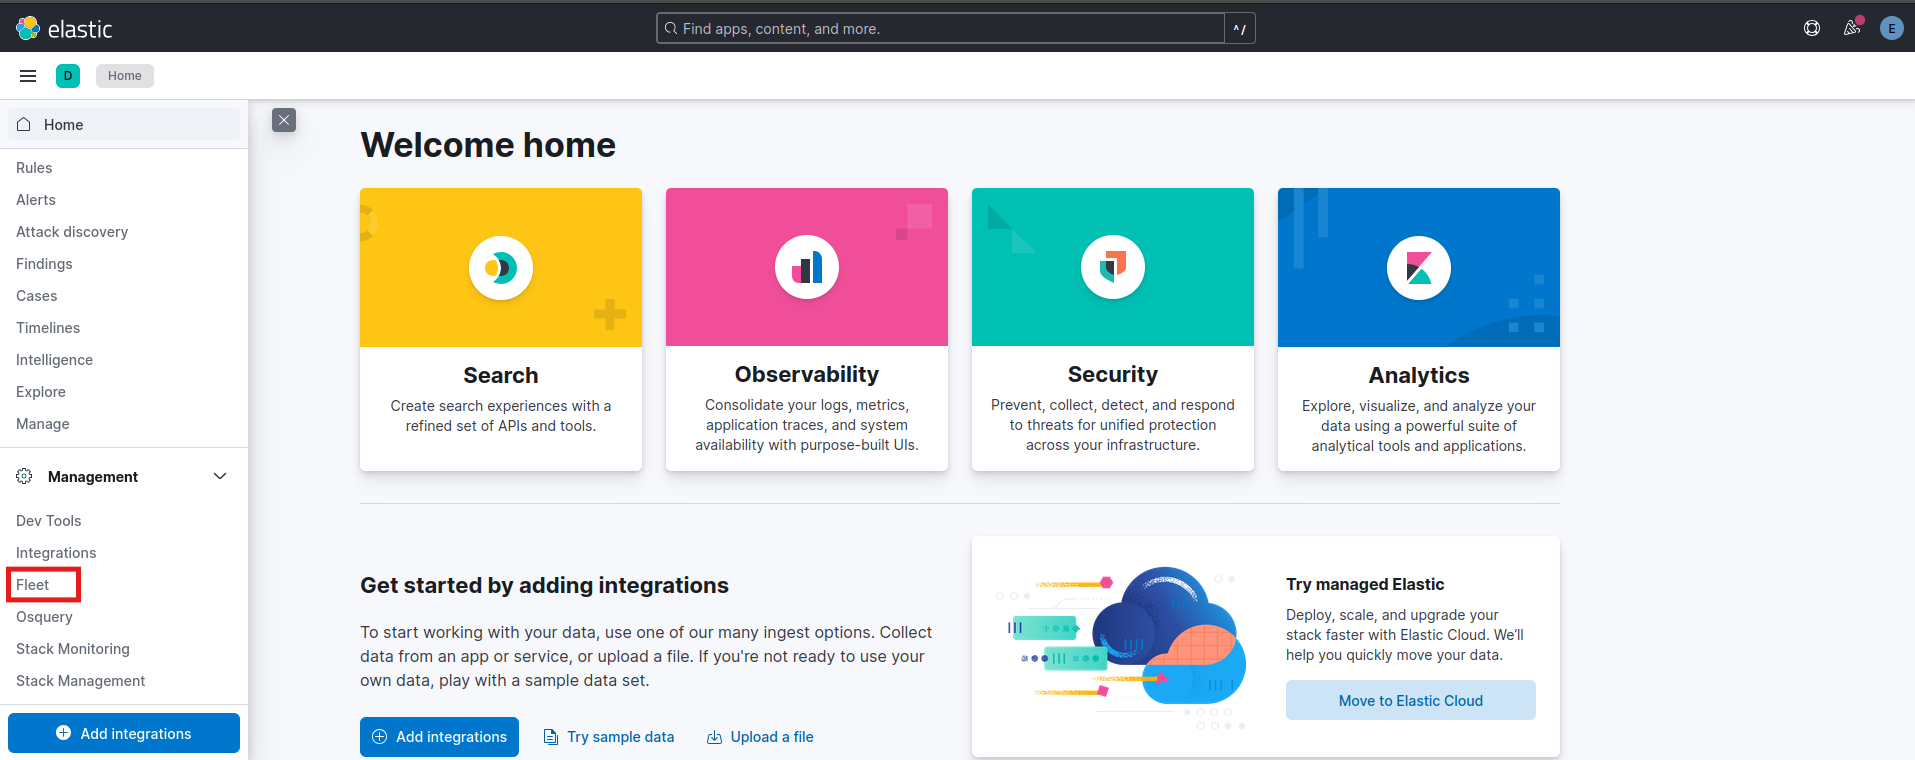 elastic
Find apps, content, and more.
^/
E
D
Home
Home
Rules
Alerts
Attack discovery
Findings
Cases
Timelines
Intelligence
Explore
Manage
Management
Dev Tools
Integrations
Fleet
Osquery
Stack Monitoring
Stack Management
Add integrations
Welcome home
Search
Create search experiences with a
refined set of APIs and tools.
Observability
Consolidate your logs, metrics,
application traces, and system
availability with purpose-built UIs.
Security
Prevent, collect, detect, and respond
to threats for unified protection
across your infrastructure.
Analytics
Explore, visualize, and analyze your
data using a powerful suite of
analytical tools and applications.
Get started by adding integrations
To start working with your data, use one of our many ingest options. Collect
data from an app or service, or upload a file. If you're not ready to use your
own data, play with a sample data set.
Add integrations
Try sample data
Upload a file
Try managed Elastic
Deploy, scale, and upgrade your
stack faster with Elastic Cloud. We’ll
help you quickly move your data.
Move to Elastic Cloud